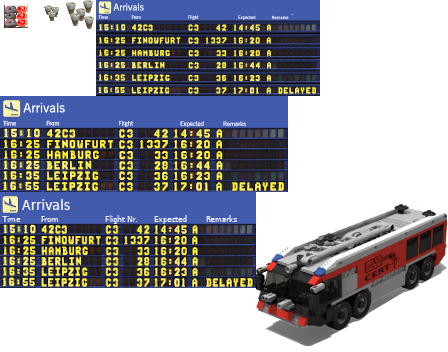 Arrivals
Time From Flight Expected Remarks
15:10 42C3 C3 42 14:45 A
16:25 FINOWFURT C3 1337 16:20 A
16:25 HAMBURG C3 33 16:20 A
16:25 BERLIN C3 28 16:44 A
16:35 LEIPZIG C3 36 16:23 A
16:55 LEIPZIG C3 37 17:01 A DELAYED
Arrivals
Time From Flight Expected Remarks
15:10 42C3 C3 42 14:45 A
16:25 FINOWFURT C3 1337 16:20 A
16:25 HAMBURG C3 33 16:20 A
16:25 BERLIN C3 28 16:44 A
16:35 LEIPZIG C3 36 16:23 A
16:55 LEIPZIG C3 37 17:01 A DELAYED
Arrivals
Time From Flight Nr. Expected Remarks
15:10 42C3 C3 42 14:45 A
16:25 FINOWFURT C3 1337 16:20 A
16:25 HAMBURG C3 33 16:20 A
16:25 BERLIN C3 28 16:44 A
16:35 LEIPZIG C3 36 16:23 A
16:55 LEIPZIG C3 37 17:01 A DELAYED
CERT